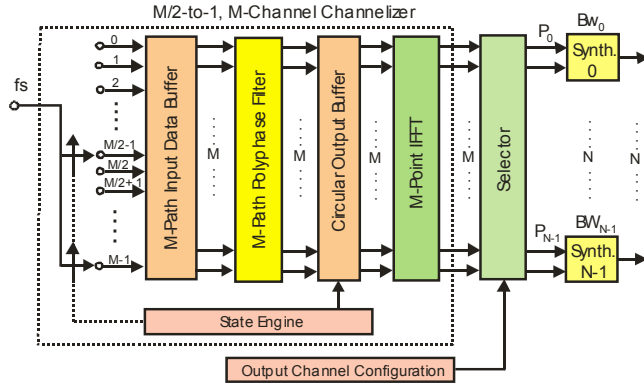 M/2-to-1, M-Channel Channelizer
fs
0
1
2
M/2-1
M/2
M/2+1
M-1
M-Path Input Data Buffer
M
M-Path Polyphase Filter
M
Circular Output Buffer
M
M-Point IFFT
M
Selector
P0
Bw0
Synth.
0
N
N
PN-1
BWN-1
Synth.
N-1
State Engine
Output Channel Configuration